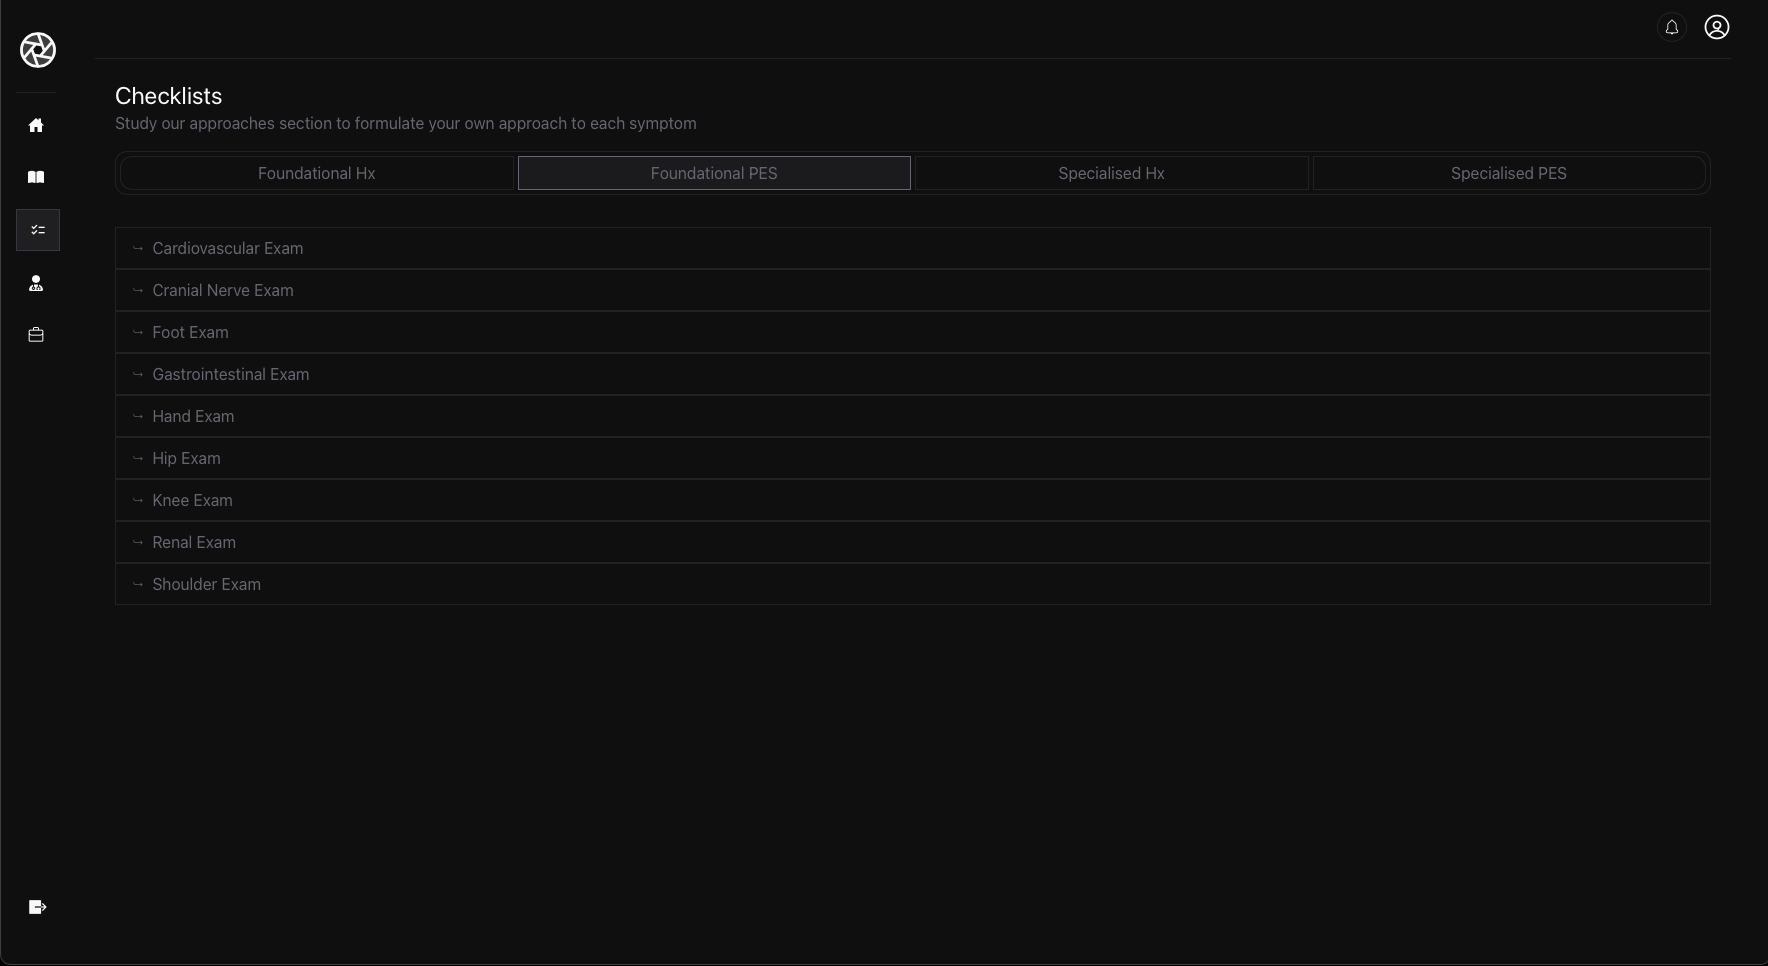 Checklists
Study our approaches section to formulate your own approach to each symptom
Foundational Hx
Foundational PES
Specialised Hx
Specialised PES
Cardiovascular Exam
Cranial Nerve Exam
Foot Exam
Gastrointestinal Exam
Hand Exam
Hip Exam
Knee Exam
Renal Exam
Shoulder Exam